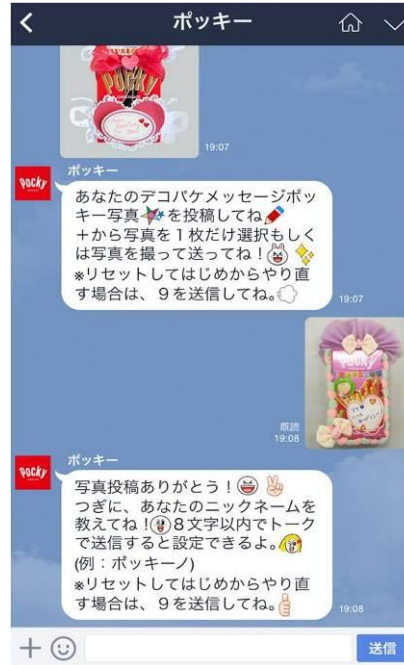 ポッキー
POCKY
19:07
Pocky
ポッキー
あなたのデコパケメッセージポッ
キー写真を投稿してね
+から写真を1枚だけ選択もしく
は写真を撮って送ってね!
*リセットしてはじめからやり直
す場合は、9を送信してね。
19:07
POCKY
既読
19:08
Pocky
ポッキー
写真投稿ありがとう!
つぎに、あなたのニックネームを
教えてね!8文字以内でトーク
で送信すると設定できるよ。
(例:ポッキーノ)
*リセットしてはじめからやり直
す場合は、9を送信してね。
19:08
送信